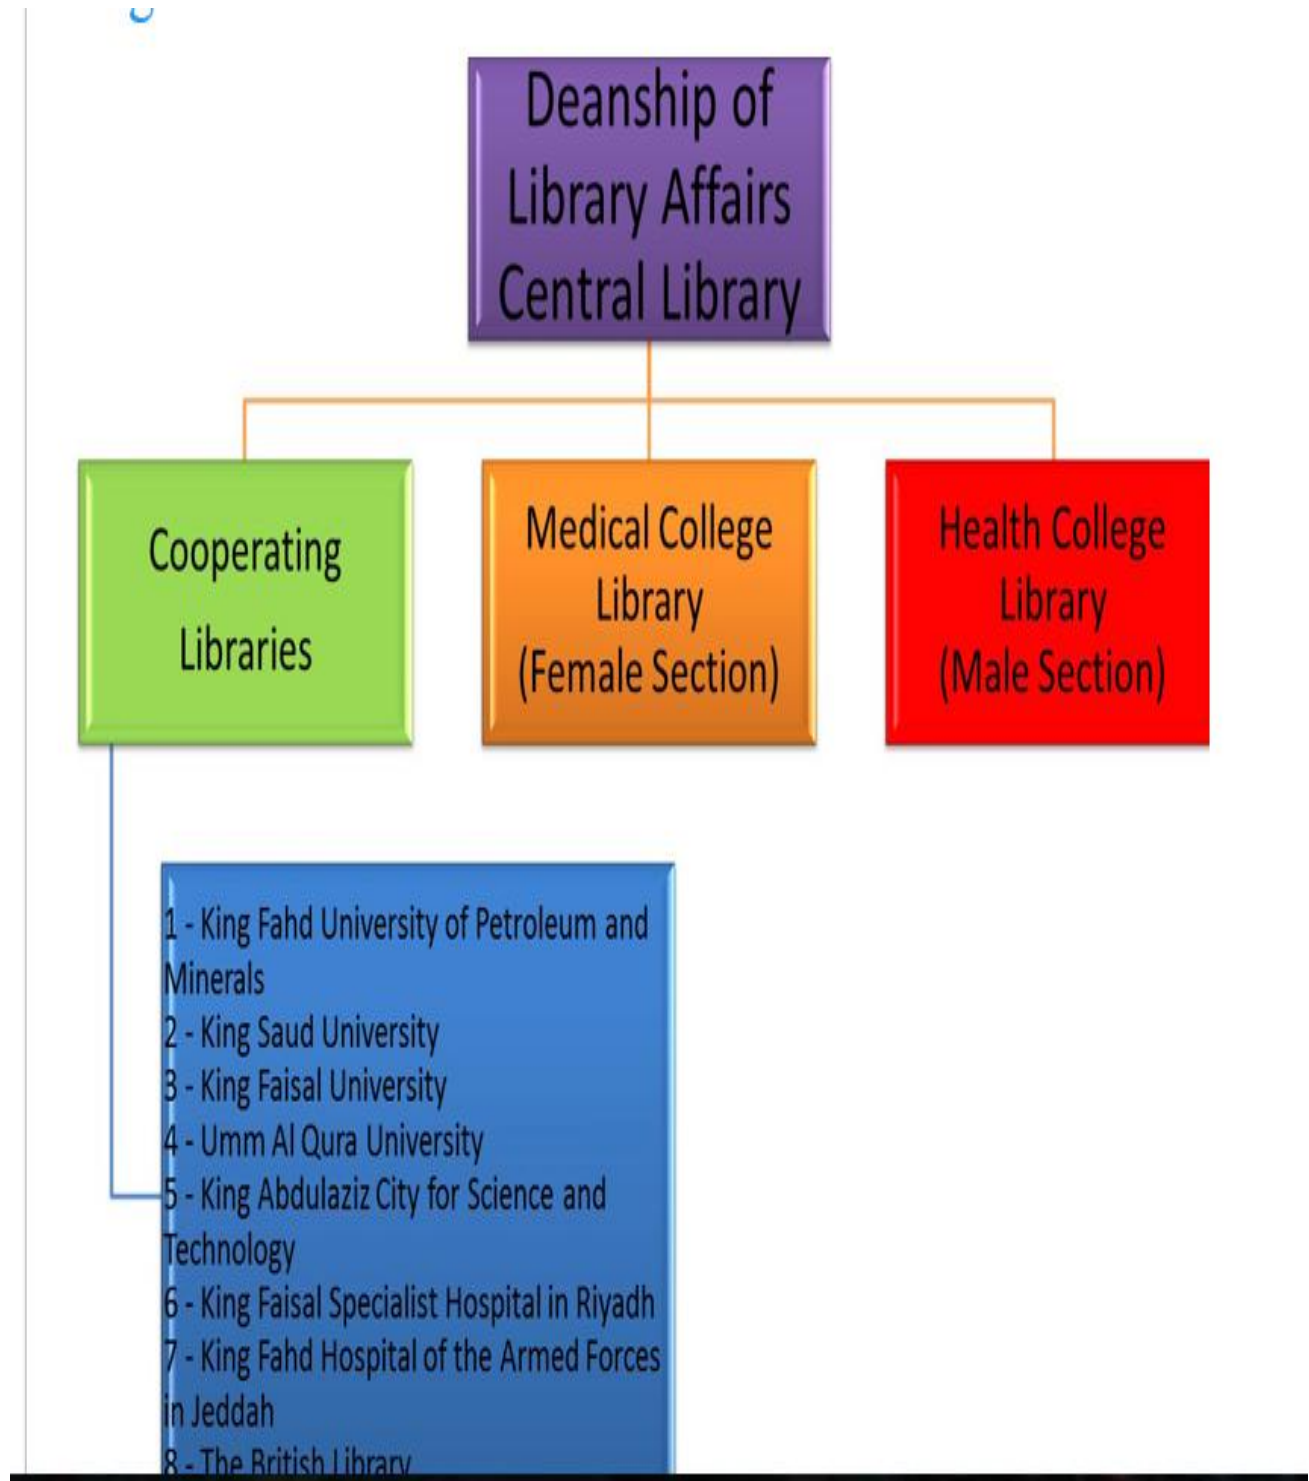 Deanship of
Library Affairs
Central Library
Cooperating
Libraries
Medical College
Library
(Female Section)
Health College
Library
(Male Section)
1 - King Fahd University of Petroleum and
Minerals
2 - King Saud University
3 - King Faisal University
4 - Umm Al Qura University
5 - King Abdulaziz City for Science and
Technology
6 - King Faisal Specialist Hospital in Riyadh
7 - King Fahd Hospital of the Armed Forces
in Jeddah
8 - The British Library